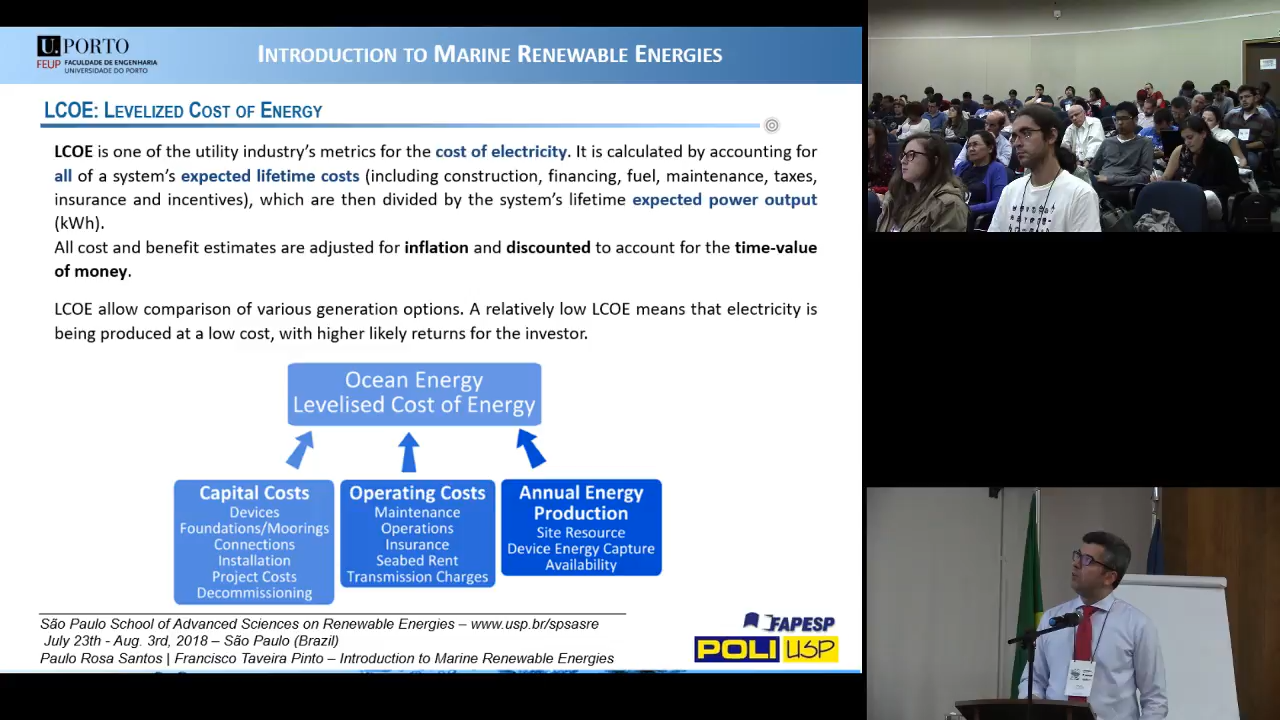 U.PORTO
FEUP FACULDADE DE ENGENHARIA
UNIVERSIDADE DO PORTO
INTRODUCTION TO MARINE RENEWABLE ENERGIES
LCOE: LEVELIZED COST OF ENERGY
LCOE is one of the utility industry's metrics for the cost of electricity. It is calculated by accounting for
all of a system's expected lifetime costs (including construction, financing, fuel, maintenance, taxes,
insurance and incentives), which are then divided by the system's lifetime expected power output
(kWh).
All cost and benefit estimates are adjusted for inflation and discounted to account for the time-value
of money.
LCOE allow comparison of various generation options. A relatively low LCOE means that electricity is
being produced at a low cost, with higher likely returns for the investor.
Ocean Energy
Levelised Cost of Energy
Capital Costs
Devices
Foundations/Moorings
Connections
Installation
Project Costs
Decommissioning
Operating Costs
Maintenance
Operations
Insurance
Seabed Rent
Transmission Charges
Annual Energy
Production
Site Resource
Device Energy Capture
Availability
São Paulo School of Advanced Sciences on Renewable Energies – www.usp.br/spsasre
July 23th - Aug. 3rd, 2018 – São Paulo (Brazil)
Paulo Rosa Santos | Francisco Taveira Pinto – Introduction to Marine Renewable Energies
FAPESP
POLI USP